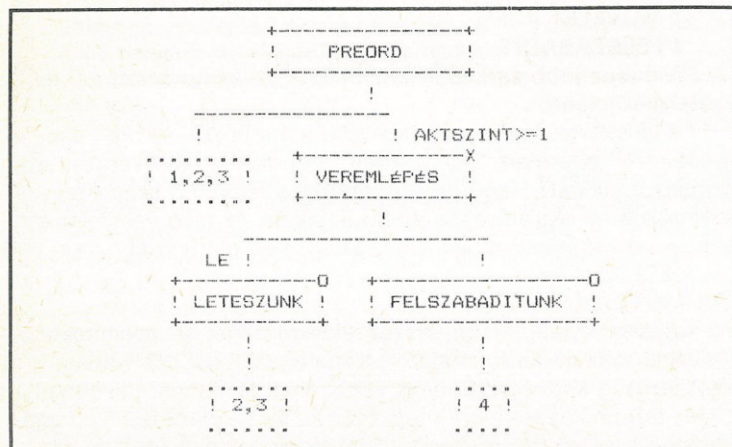 PREORD
AKTSZINT>=1
1,2,3
VEREMLÉPÉS
LE
LETESZUNK
FELSZABADITUNK
2,3
4